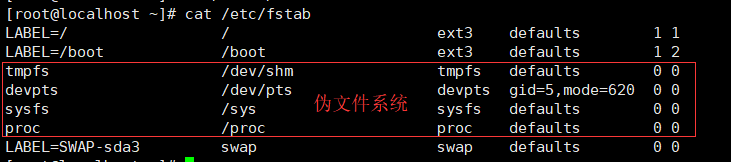 [root@localhost ~]# cat /etc/fstab
LABEL=/ / ext3 defaults 1 1
LABEL=/boot /boot ext3 defaults 1 2
tmpfs /dev/shm tmpfs defaults 0 0
devpts /dev/pts devpts gid=5,mode=620 0 0
sysfs /sys sysfs defaults 0 0
伪文件系统
proc /proc proc defaults 0 0
LABEL=SWAP-sda3 swap swap defaults 0 0
[root@localhost ~]#